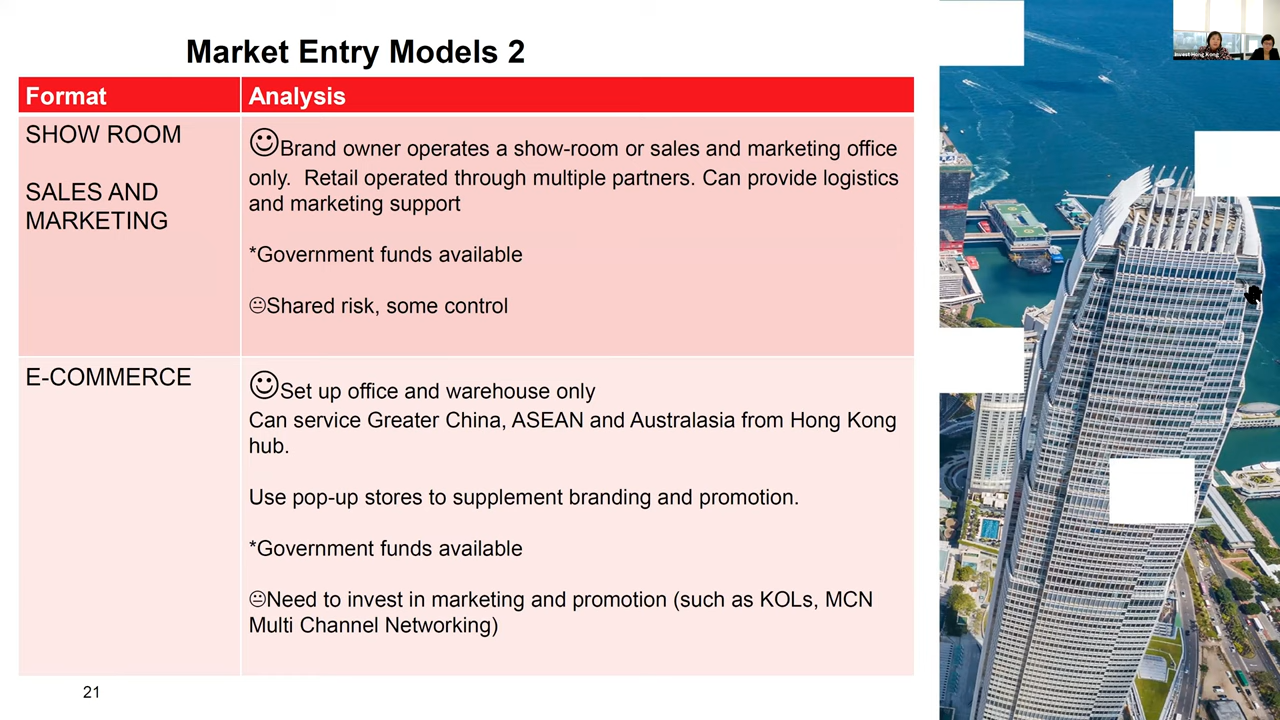 Market Entry Models 2
Format
Analysis
SHOW ROOM
SALES AND
MARKETING
☺Brand owner operates a show-room or sales and marketing office
only. Retail operated through multiple partners. Can provide logistics
and marketing support
*Government funds available
😐Shared risk, some control
E-COMMERCE
☺Set up office and warehouse only
Can service Greater China, ASEAN and Australasia from Hong Kong
hub.
Use pop-up stores to supplement branding and promotion.
*Government funds available
😐Need to invest in marketing and promotion (such as KOLs, MCN
Multi Channel Networking)
21
Invest Hong Kong